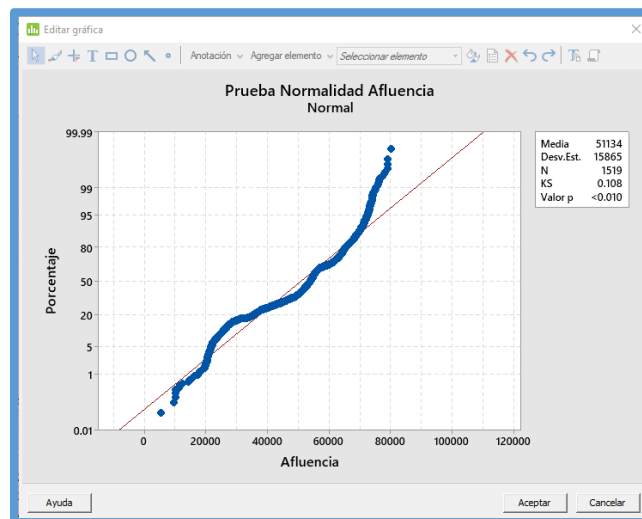 Editar gráfica
T Anotación Agregar elemento Seleccionar elemento
Prueba Normalidad Afluencia
Normal
99.99
99
95
80
50
20
5
1
0.01
Porcentaje
0 20000 40000 60000 80000 100000 120000
Afluencia
Media 51134
Desv.Est. 15865
N 1519
KS 0.108
Valor p <0.010
Ayuda Aceptar Cancelar